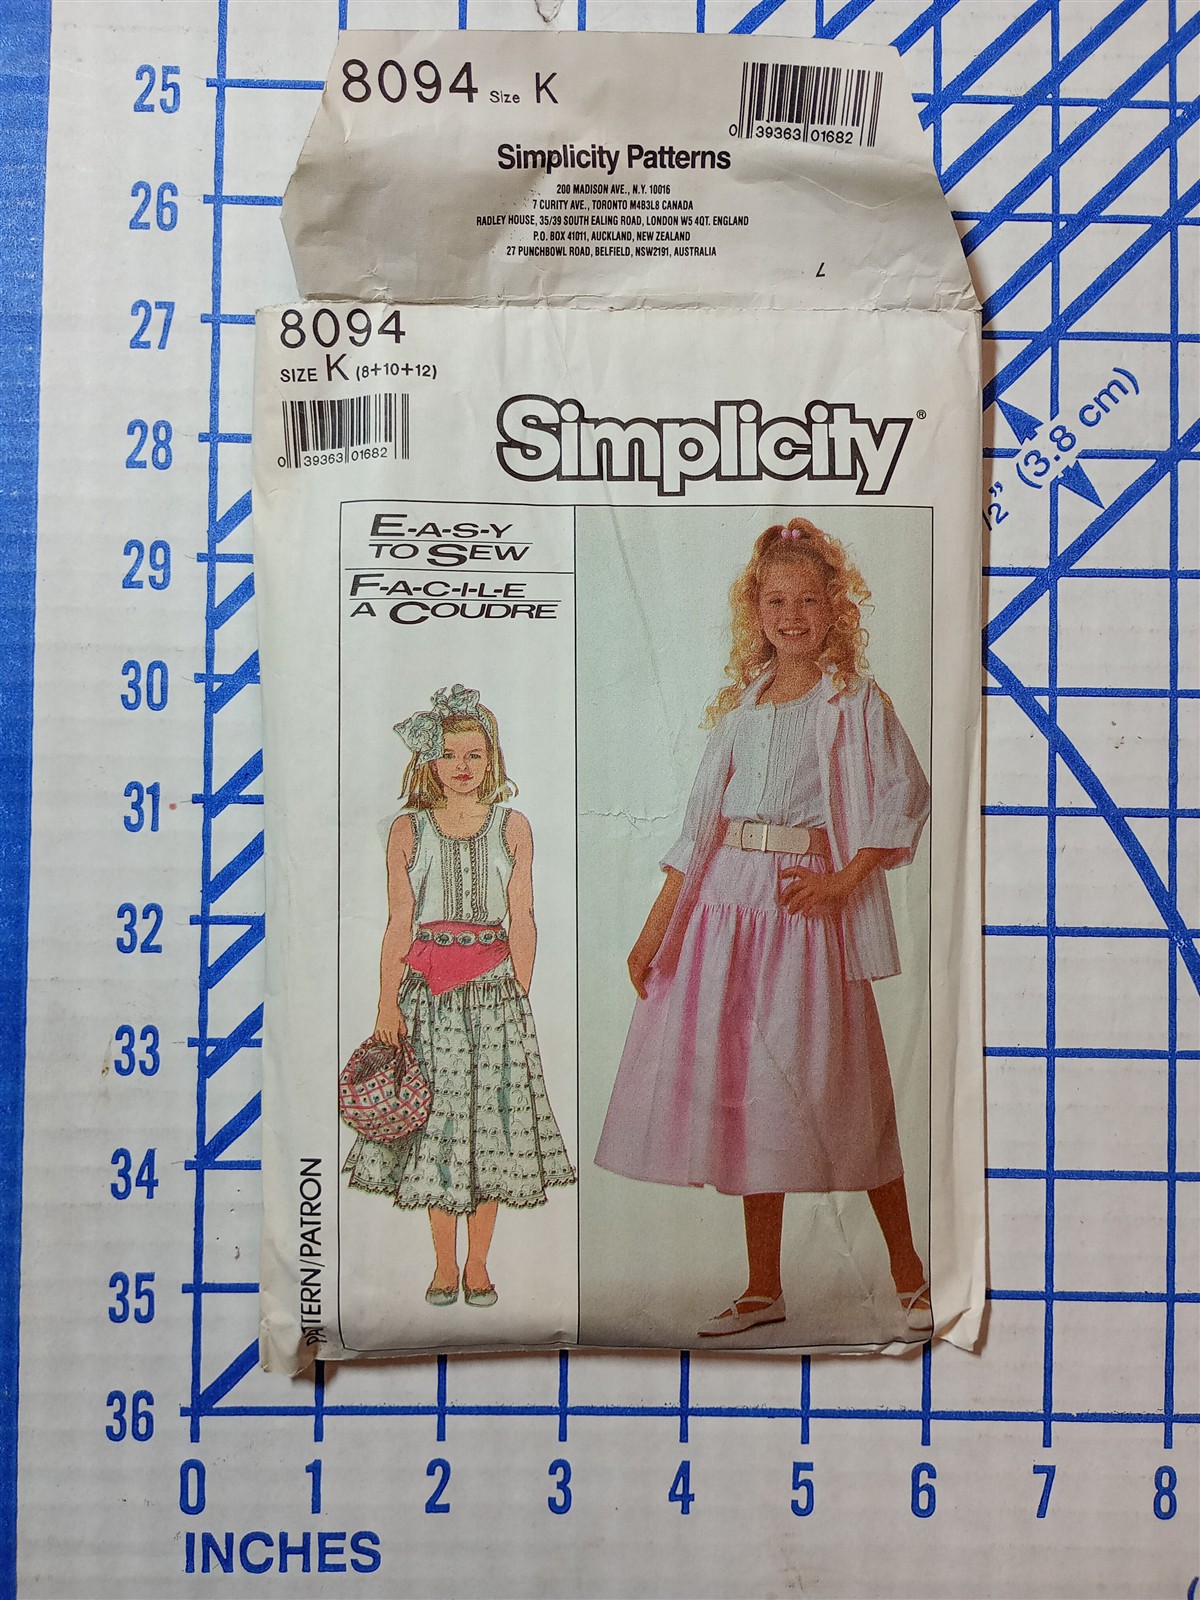 8094 Size K
0 39363 01682
Simplicity Patterns
200 MADISON AVE., N.Y. 10016
7 CURITY AVE., TORONTO M4B3L8 CANADA
RADLEY HOUSE, 35/39 SOUTH EALING ROAD, LONDON W5 4QT. ENGLAND
P.O. BOX 41011, AUCKLAND, NEW ZEALAND
27 PUNCHBOWL ROAD, BELFIELD, NSW2191, AUSTRALIA
8094
SIZE K (8+10+12)
0 39363 01682
Simplicity®
E-A-S-Y
TO SEW
F-A-C-I-L-E
A COUDRE
PATTERN/PATRON
25
26
27
28
29
30
31
32
33
34
35
36
0 1 2 3 4 5 6 7 8
INCHES
2" (3.8 cm)